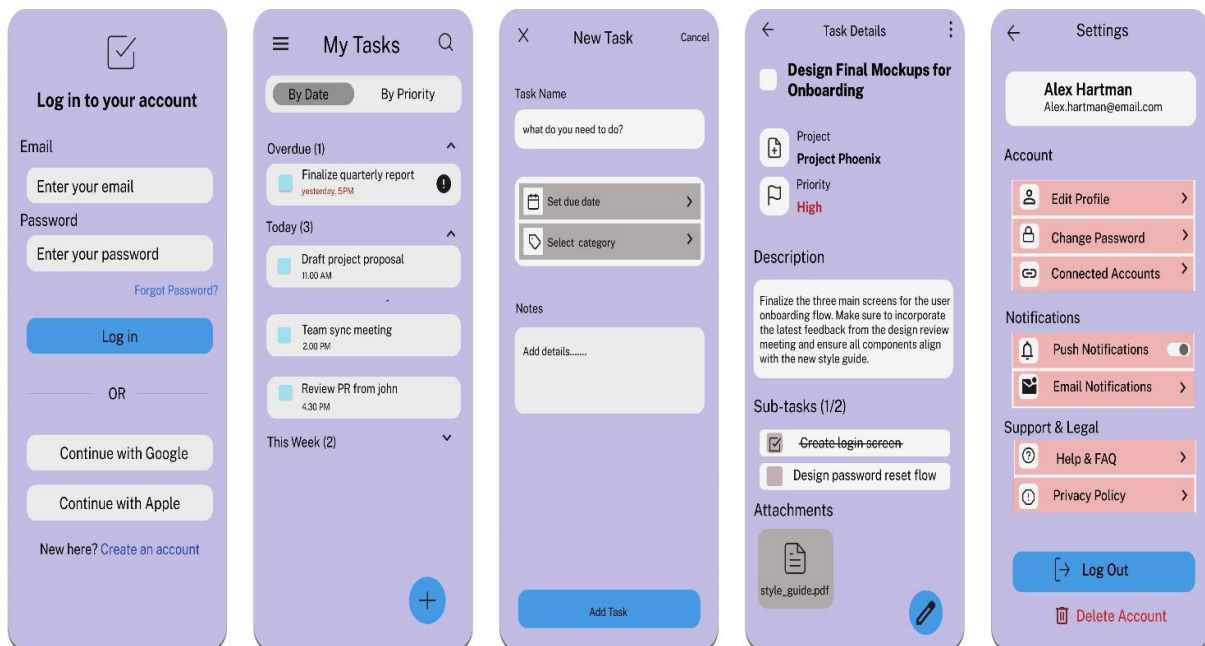 Log in to your account
Email
Enter your email
Password
Enter your password
Forgot Password?
Log in
OR
Continue with Google
Continue with Apple
New here? Create an account
My Tasks
By Date By Priority
Overdue (1)
Finalize quarterly report
yesterday, 5PM
Today (3)
Draft project proposal
11.00 AM
Team sync meeting
2.00 PM
Review PR from john
4.30 PM
This Week (2)
New Task Cancel
Task Name
what do you need to do?
Set due date
Select category
Notes
Add details.......
Add Task
Task Details
Design Final Mockups for
Onboarding
Project
Project Phoenix
Priority
High
Description
Finalize the three main screens for the user
onboarding flow. Make sure to incorporate
the latest feedback from the design review
meeting and ensure all components align
with the new style guide.
Sub-tasks (1/2)
Create login screen
Design password reset flow
Attachments
style_guide.pdf
Settings
Alex Hartman
Alex.hartman@email.com
Account
Edit Profile
Change Password
Connected Accounts
Notifications
Push Notifications
Email Notifications
Support & Legal
Help & FAQ
Privacy Policy
Log Out
Delete Account